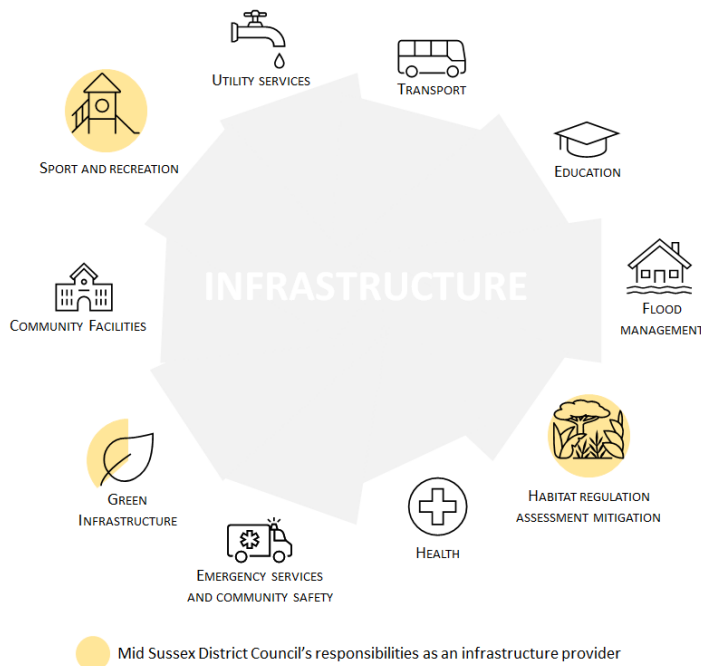 UTILITY SERVICES
TRANSPORT
SPORT AND RECREATION
EDUCATION
INFRASTRUCTURE
FLOOD
MANAGEMENT
COMMUNITY FACILITIES
HABITAT REGULATION
ASSESSMENT MITIGATION
GREEN
INFRASTRUCTURE
HEALTH
EMERGENCY SERVICES
AND COMMUNITY SAFETY
Mid Sussex District Council's responsibilities as an infrastructure provider